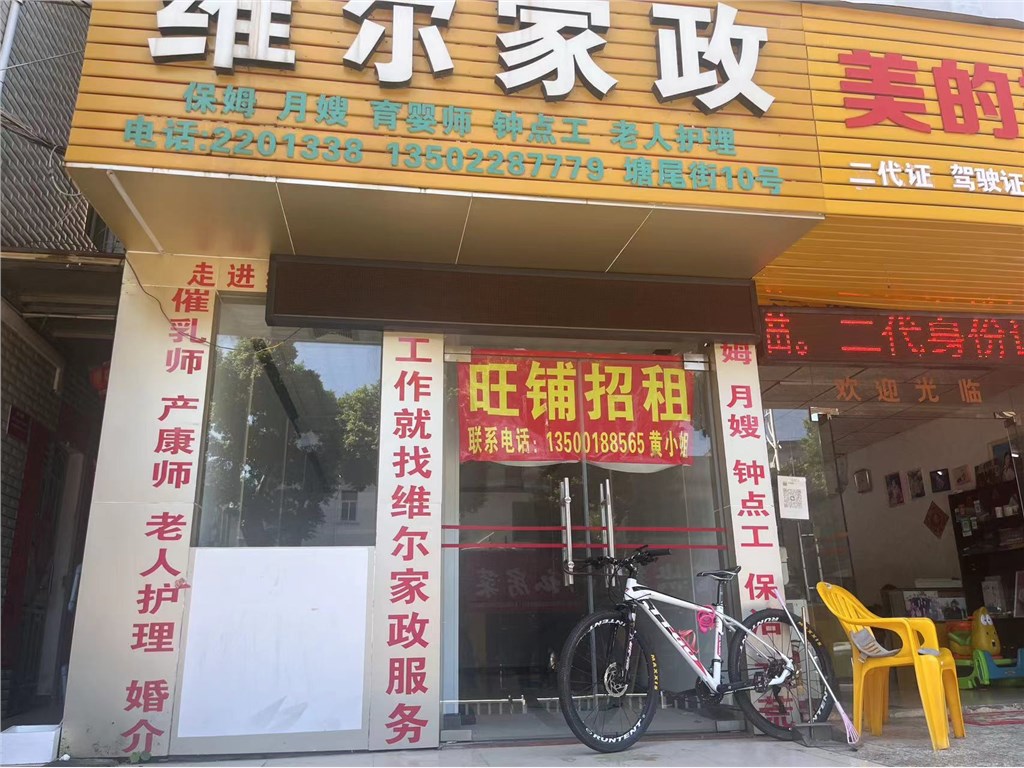 维尔家政
保姆 月嫂 育婴师 钟点工 老人护理
电话:2201338 13502287779 塘尾街10号
美的
二代证 驾驶证
走进
催乳师 产康师 老人护理 婚介
工作就找维尔家政服务
旺铺招租
联系电话：13500188565 黄小姐
姆 月嫂 钟点工 保
苗。二代身份证
欢迎光临